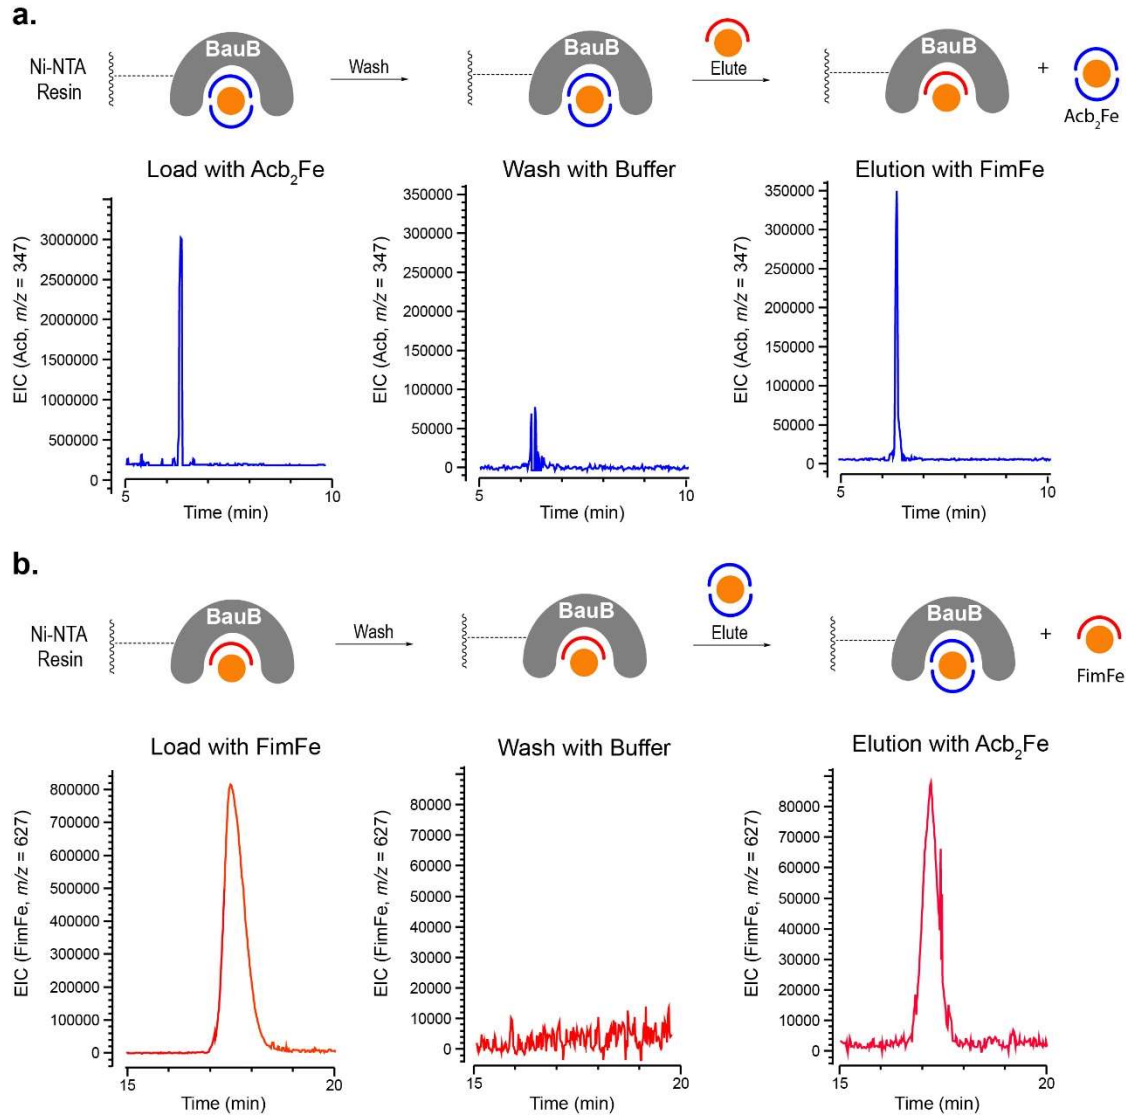 a.
Ni-NTA
Resin
BauB
Wash
BauB
Elute
BauB
+
Acb₂Fe
Load with Acb₂Fe
Wash with Buffer
Elution with FimFe
EIC (Acb, m/z = 347)
3000000
2500000
2000000
1500000
1000000
500000
0
5
10
Time (min)
EIC (Acb, m/z = 347)
350000
300000
250000
200000
150000
100000
50000
0
5
10
Time (min)
EIC (Acb, m/z = 347)
350000
300000
250000
200000
150000
100000
50000
0
5
10
Time (min)
b.
Ni-NTA
Resin
BauB
Wash
BauB
Elute
BauB
+
FimFe
Load with FimFe
Wash with Buffer
Elution with Acb₂Fe
EIC (FimFe, m/z = 627)
800000
700000
600000
500000
400000
300000
200000
100000
0
15
20
Time (min)
EIC (FimFe, m/z = 627)
80000
70000
60000
50000
40000
30000
20000
10000
0
15
20
Time (min)
EIC (FimFe, m/z = 627)
80000
70000
60000
50000
40000
30000
20000
10000
0
15
20
Time (min)